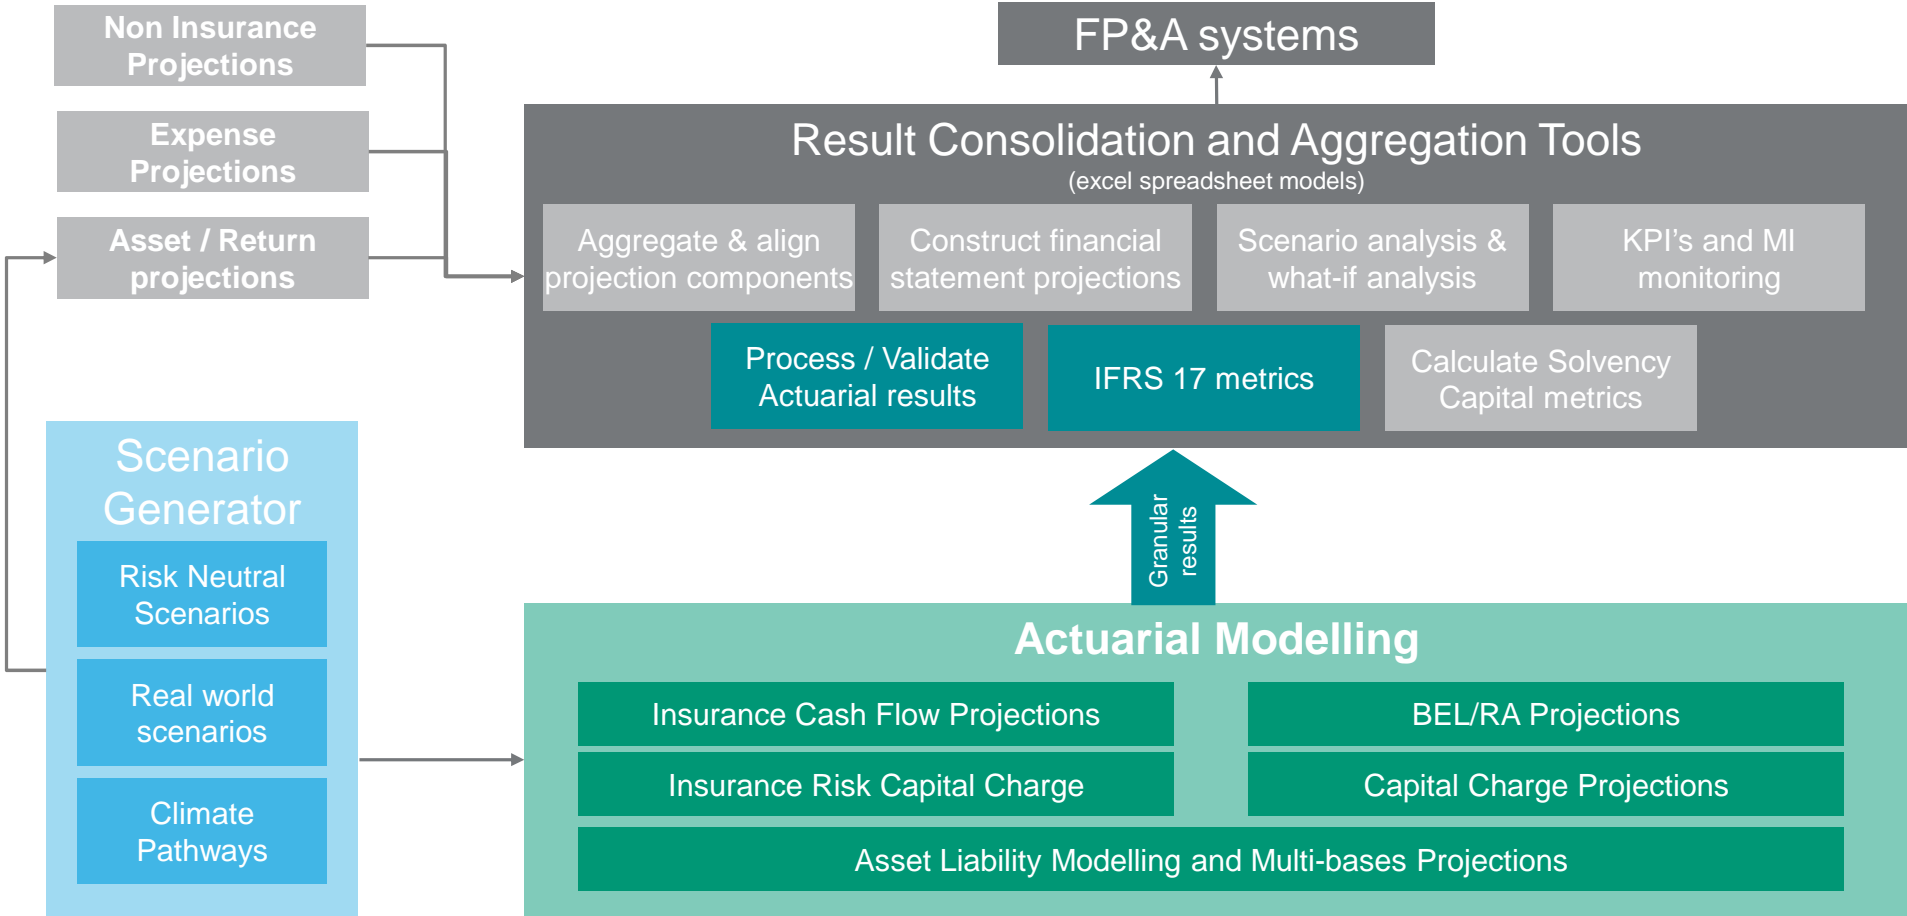 Non Insurance
Projections
Expense
Projections
Asset / Return
projections
FP&A systems
Result Consolidation and Aggregation Tools
(excel spreadsheet models)
Aggregate & align
projection components
Construct financial
statement projections
Scenario analysis &
what-if analysis
KPI's and MI
monitoring
Process / Validate
Actuarial results
IFRS 17 metrics
Calculate Solvency
Capital metrics
Scenario
Generator
Risk Neutral
Scenarios
Real world
scenarios
Climate
Pathways
Granular
results
Actuarial Modelling
Insurance Cash Flow Projections
BEL/RA Projections
Insurance Risk Capital Charge
Capital Charge Projections
Asset Liability Modelling and Multi-bases Projections